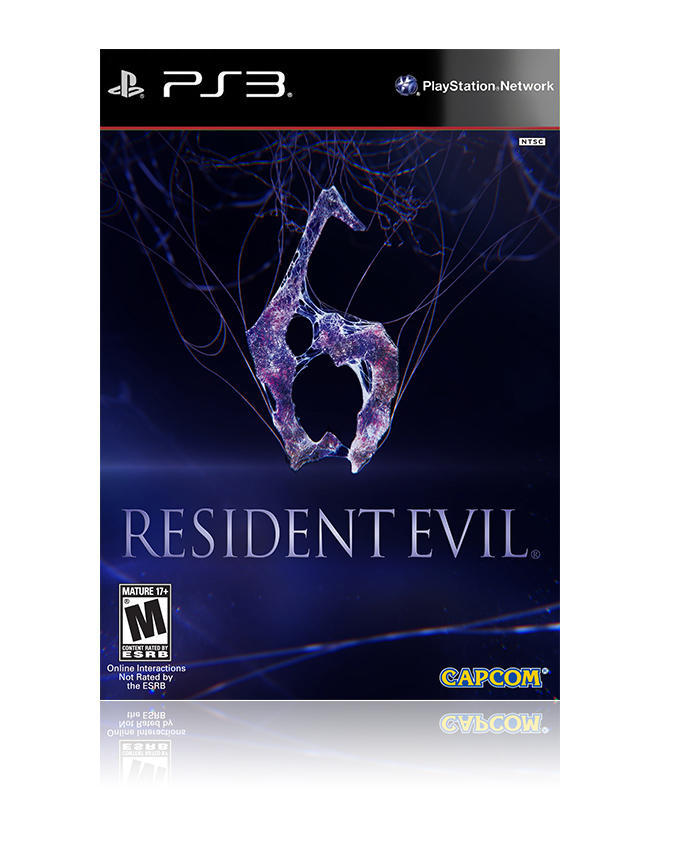 PS3®
PlayStation®Network
NTSC
6
RESIDENT EVIL®
MATURE 17+
M®
CONTENT RATED BY
ESRB
Online Interactions
Not Rated by
the ESRB
CAPCOM®